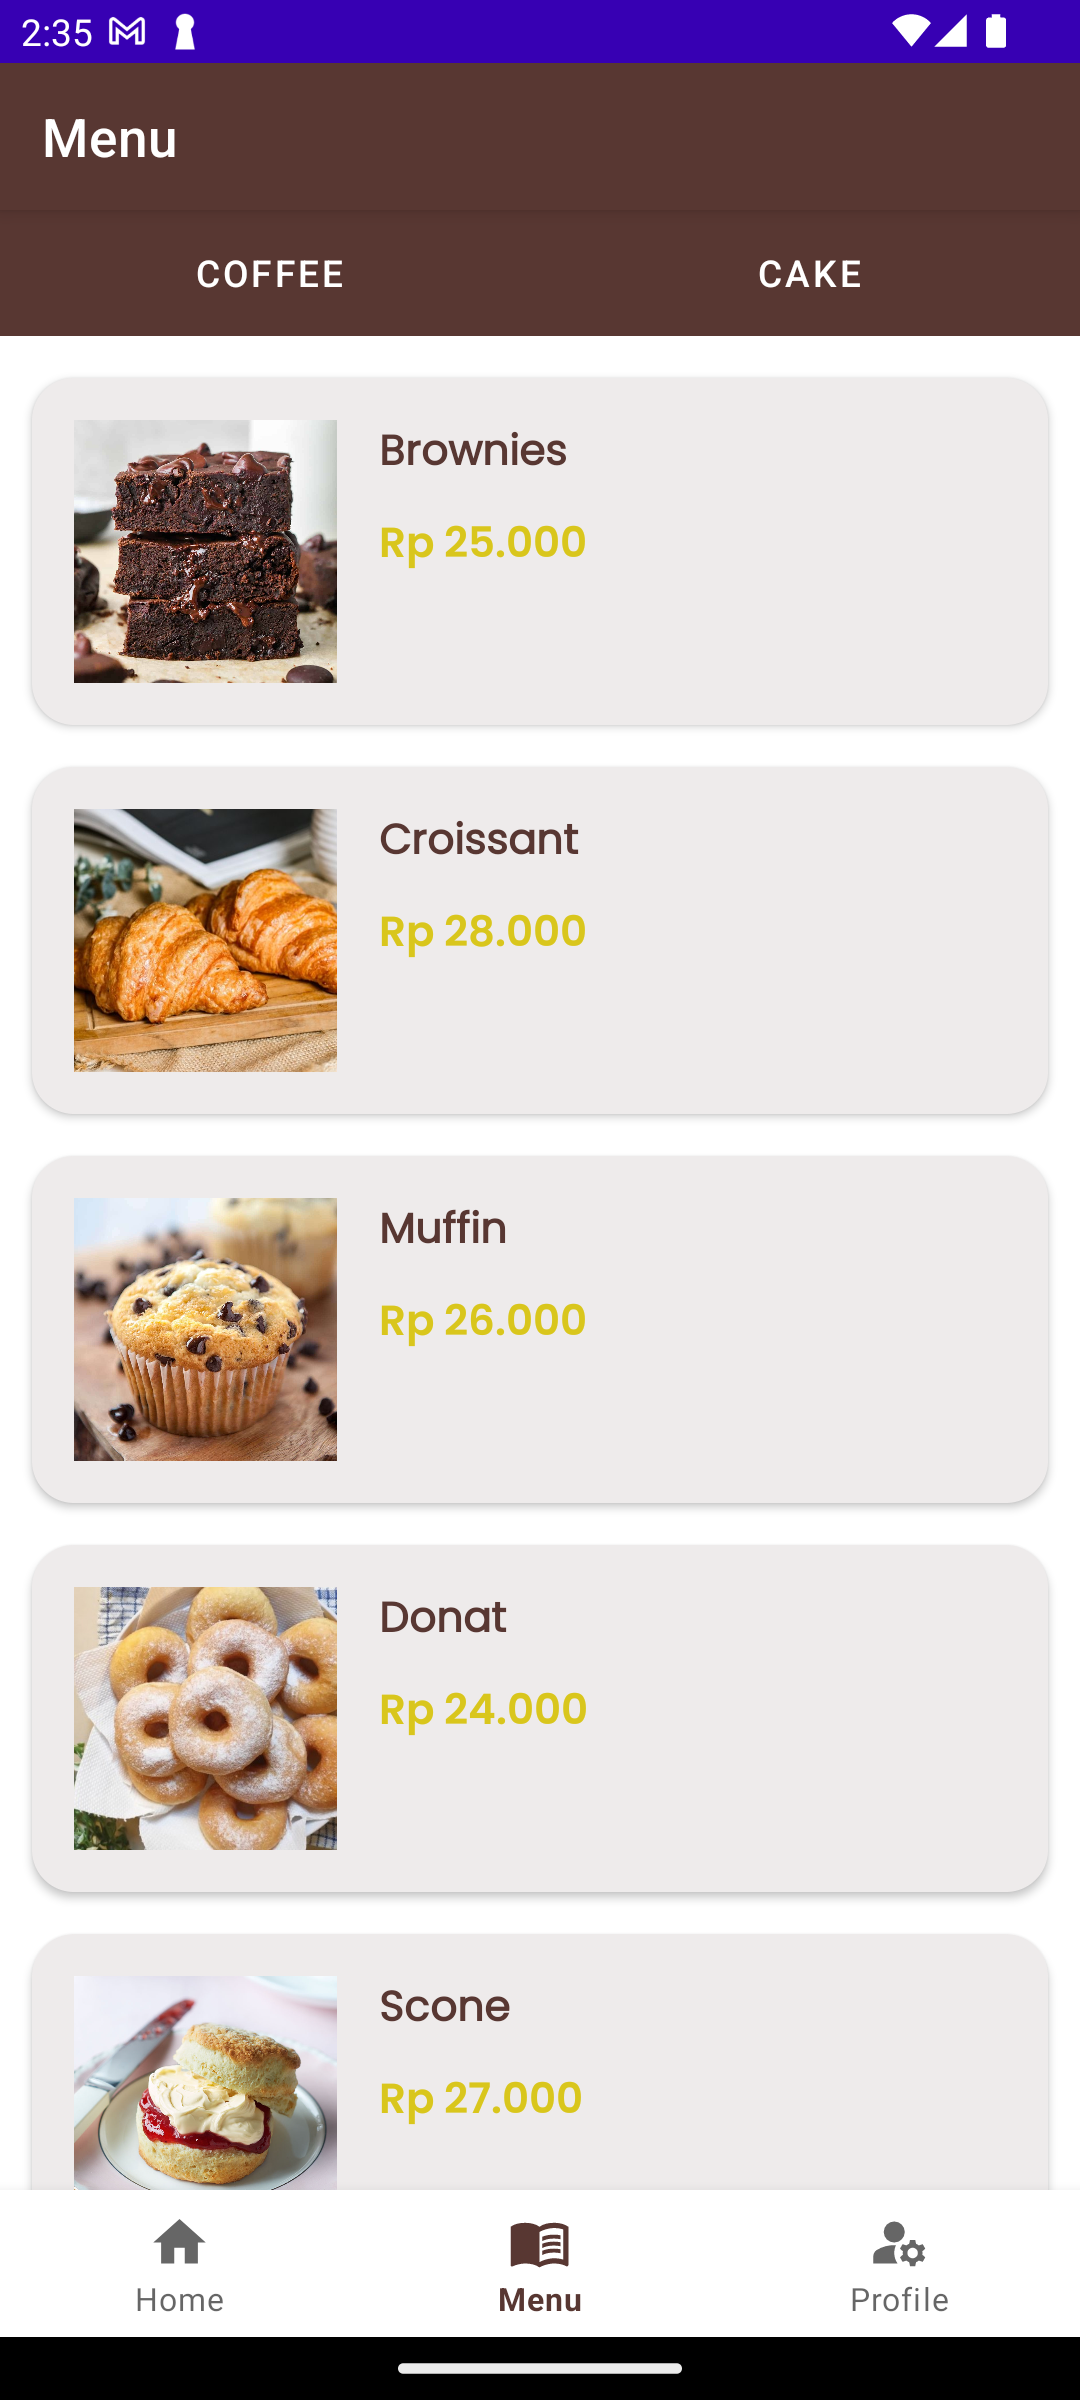 2:35
Menu
COFFEE
CAKE
Brownies
Rp 25.000
Croissant
Rp 28.000
Muffin
Rp 26.000
Donat
Rp 24.000
Scone
Rp 27.000
Home
Menu
Profile